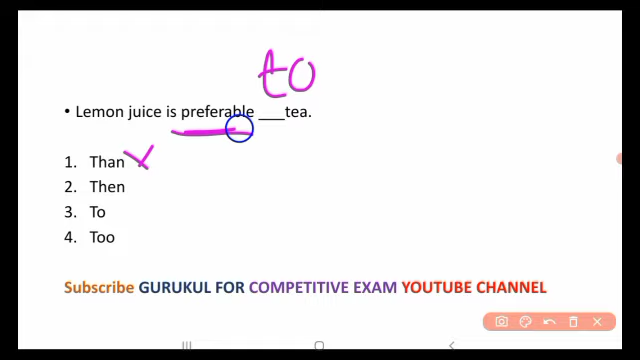 to
• Lemon juice is preferable ___tea.
1. Than
2. Then
3. To
4. Too
Subscribe GURUKUL FOR COMPETITIVE EXAM YOUTUBE CHANNEL